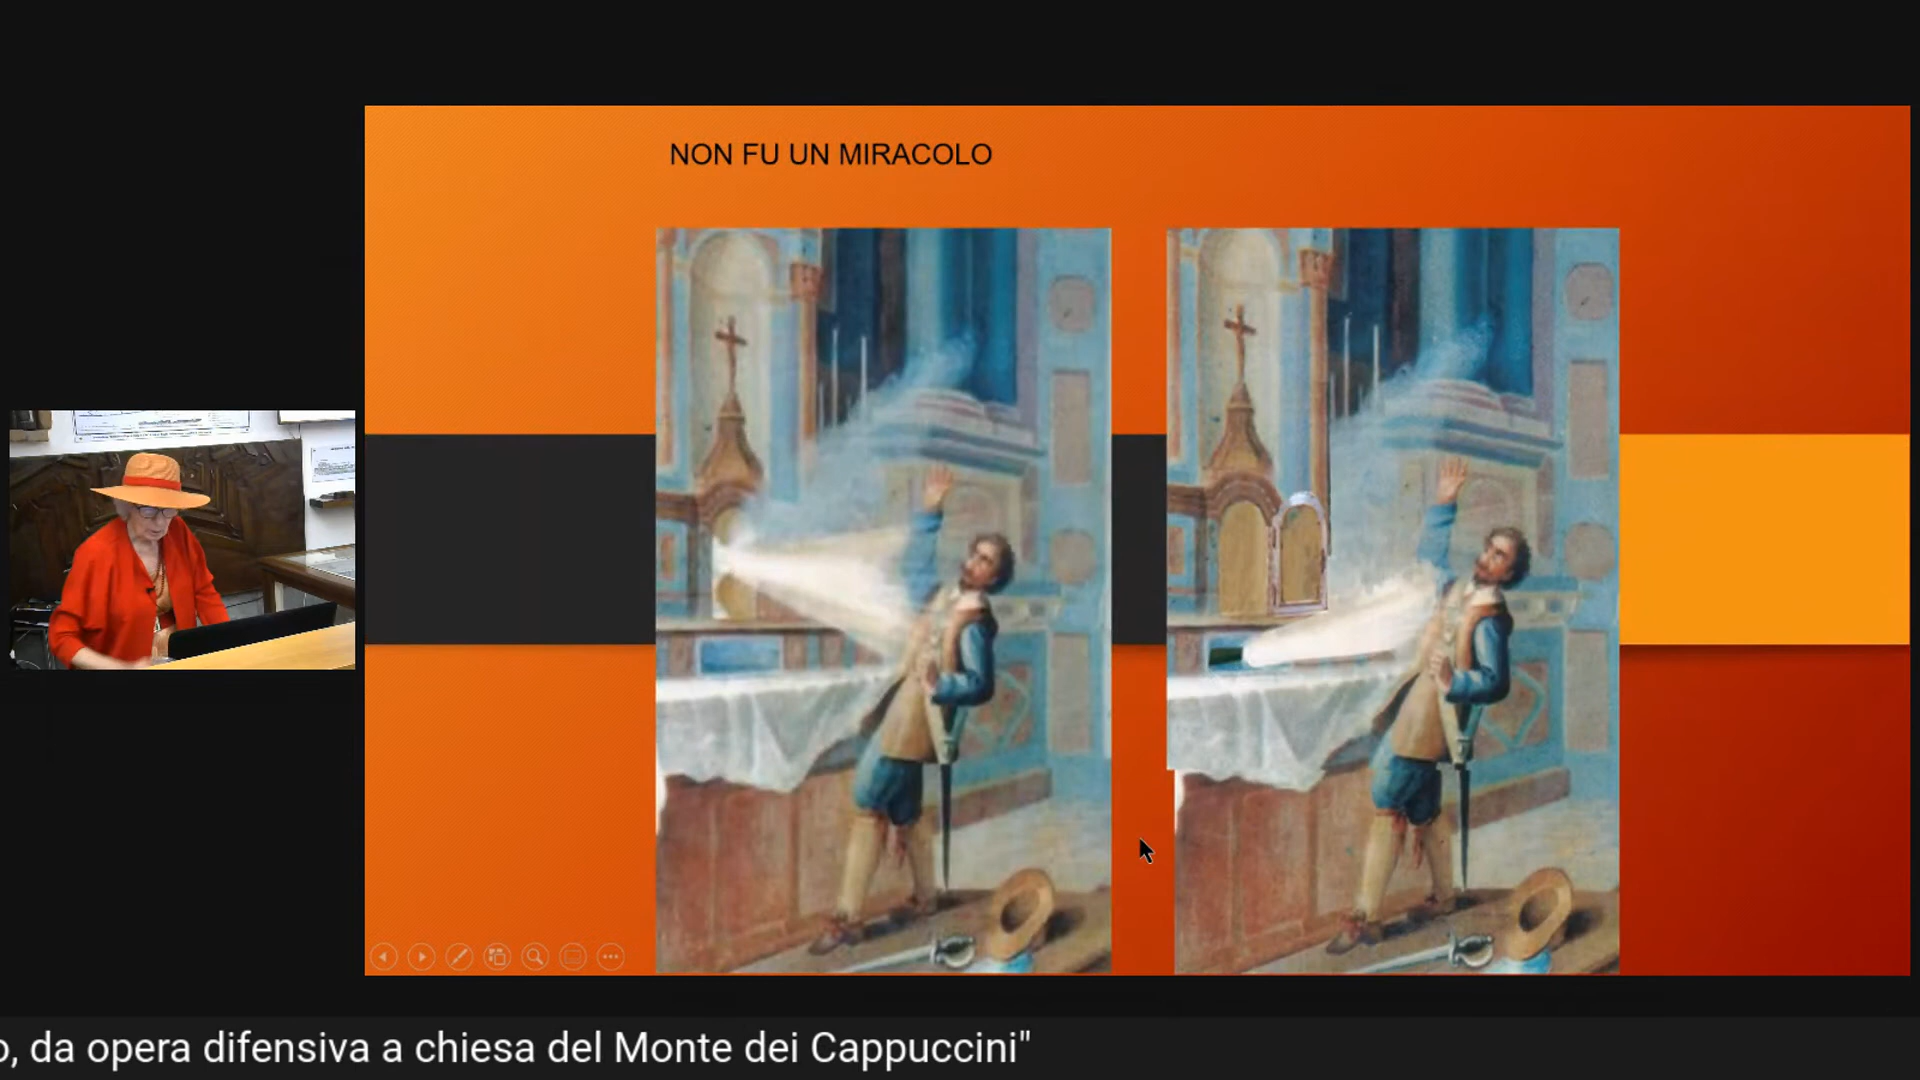 NON FU UN MIRACOLO
o, da opera difensiva a chiesa del Monte dei Cappuccini"